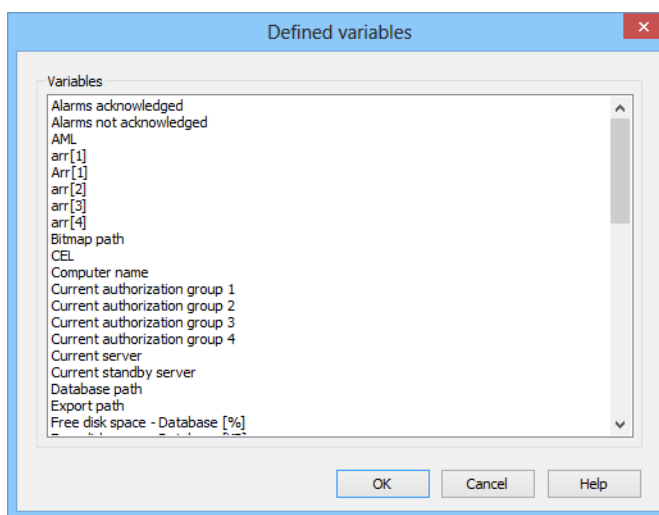 Defined variables
Variables
Alarms acknowledged
Alarms not acknowledged
AML
arr[1]
Arr[1]
arr[2]
arr[3]
arr[4]
Bitmap path
CEL
Computer name
Current authorization group 1
Current authorization group 2
Current authorization group 3
Current authorization group 4
Current server
Current standby server
Database path
Export path
Free disk space - Database [%]
OK
Cancel
Help